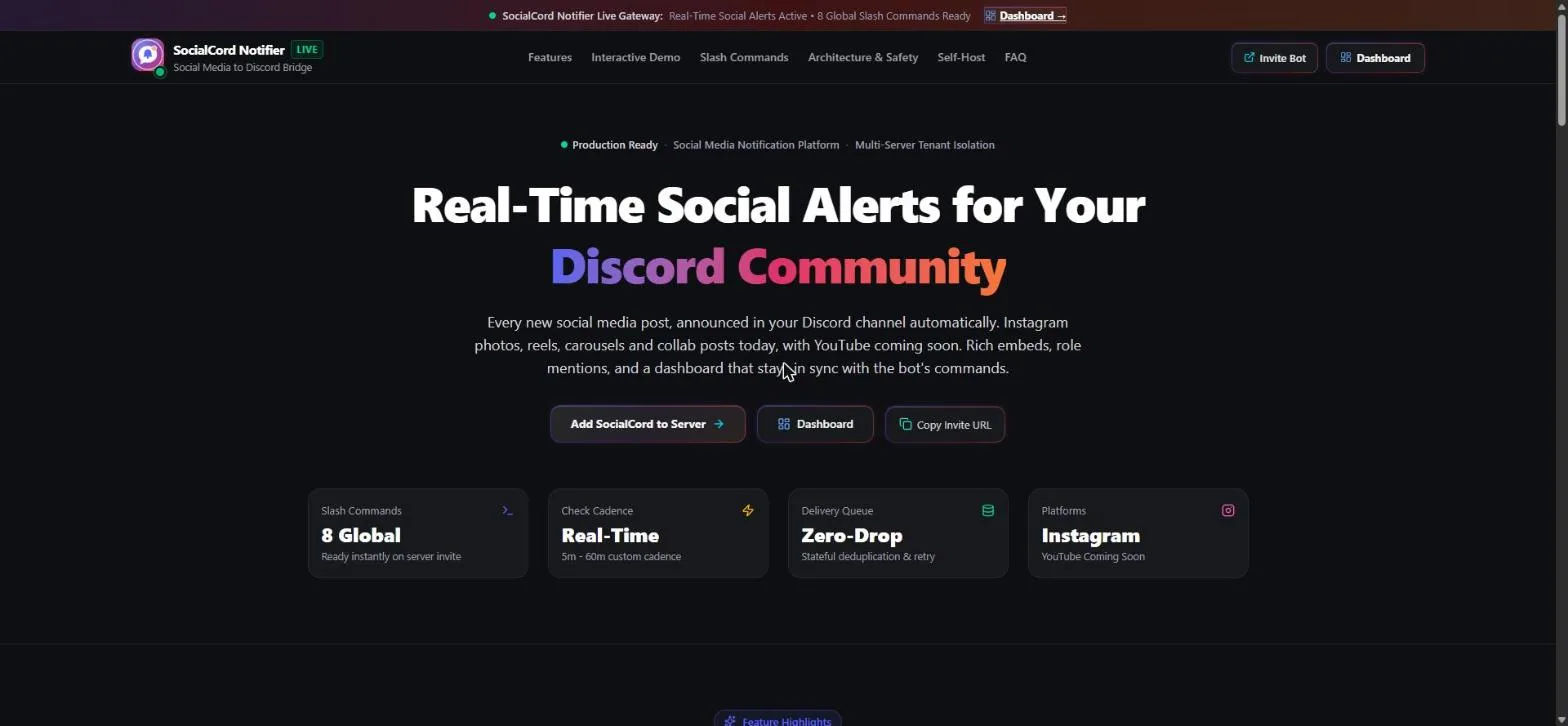 SocialCord Notifier Live Gateway: Real-Time Social Alerts Active • 8 Global Slash Commands Ready Dashboard →
SocialCord Notifier LIVE
Social Media to Discord Bridge
Features Interactive Demo Slash Commands Architecture & Safety Self-Host FAQ
Invite Bot Dashboard
Production Ready · Social Media Notification Platform · Multi-Server Tenant Isolation
Real-Time Social Alerts for Your
Discord Community
Every new social media post, announced in your Discord channel automatically. Instagram
photos, reels, carousels and collab posts today, with YouTube coming soon. Rich embeds, role
mentions, and a dashboard that stay in sync with the bot's commands.
Add SocialCord to Server → Dashboard Copy Invite URL
Slash Commands
8 Global
Ready instantly on server invite
Check Cadence
Real-Time
5m - 60m custom cadence
Delivery Queue
Zero-Drop
Stateful deduplication & retry
Platforms
Instagram
YouTube Coming Soon
Feature Highlights